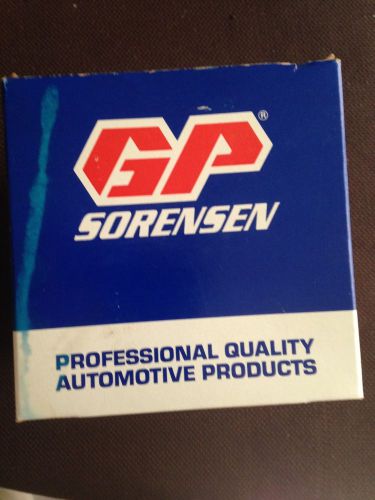 GP®
SORENSEN
PROFESSIONAL QUALITY
AUTOMOTIVE PRODUCTS